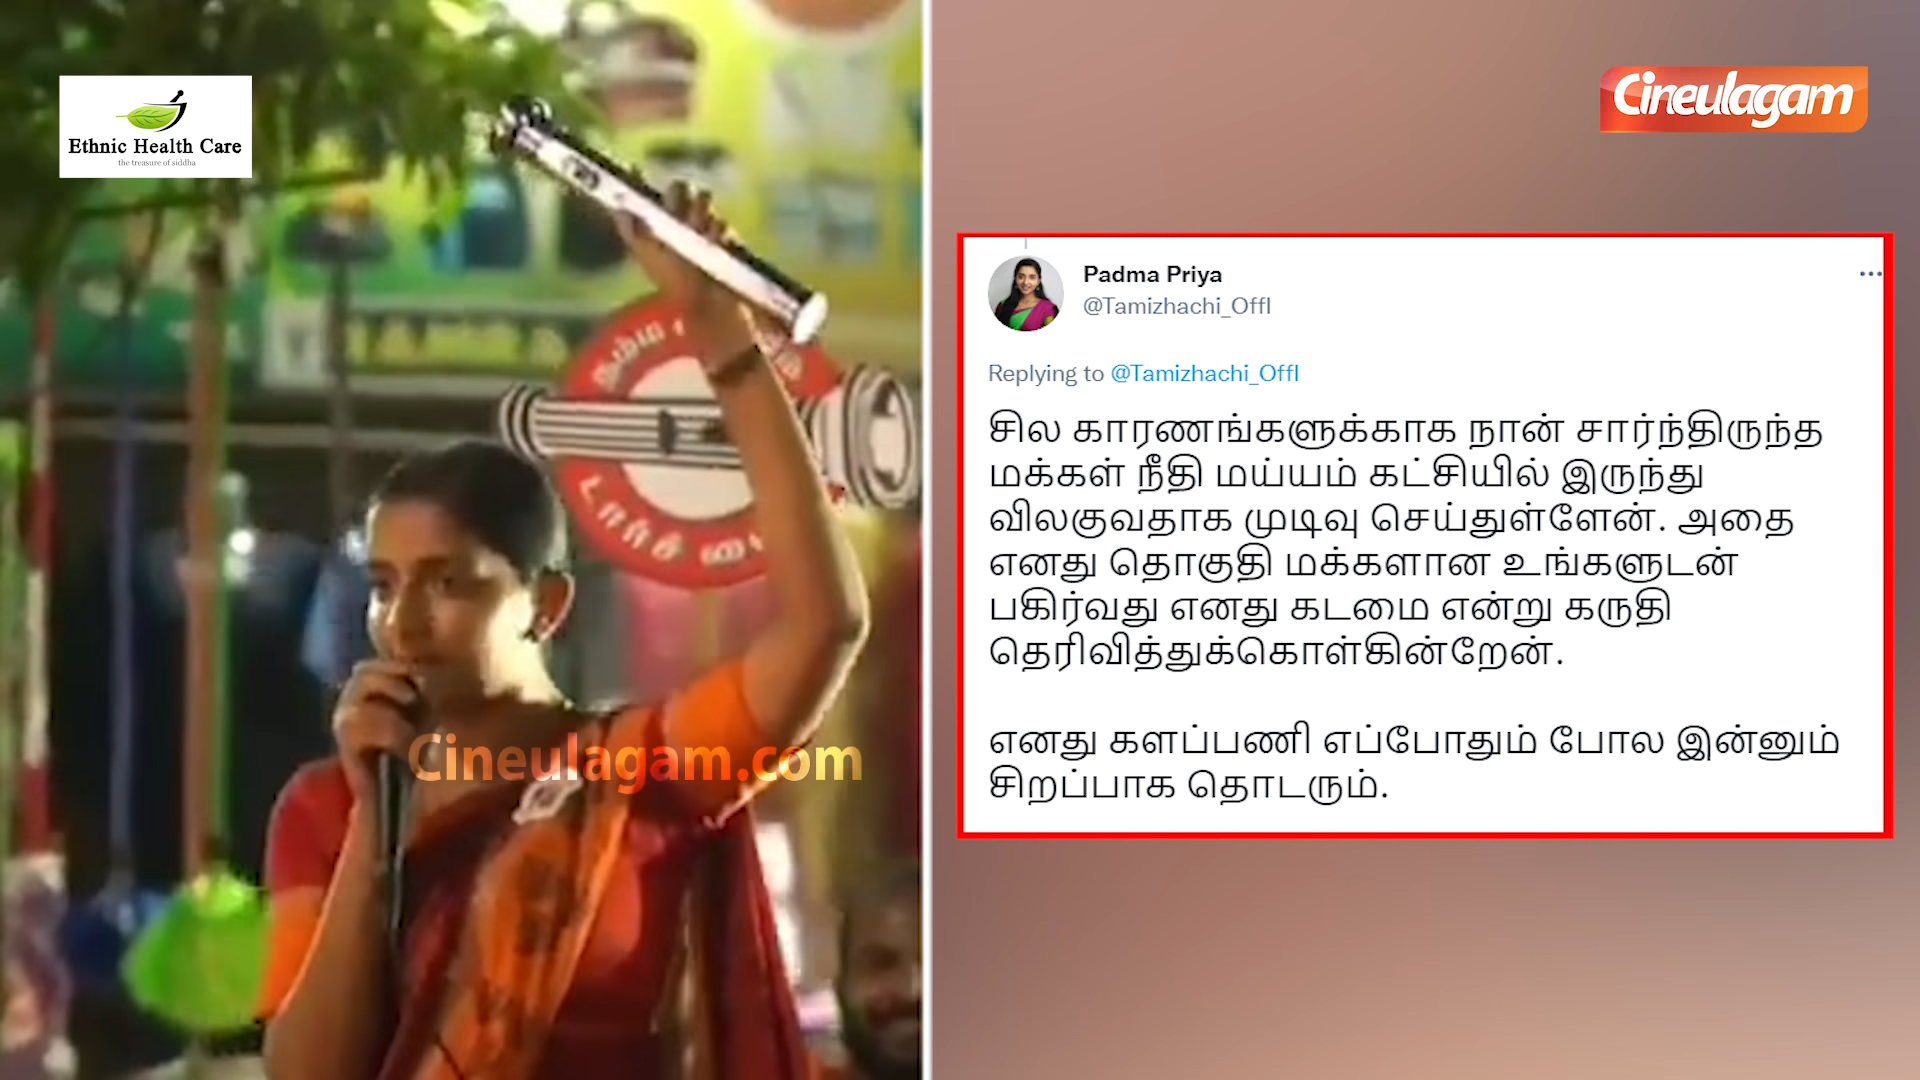 Ethnic Health Care
the treasure of siddha
நம்ம
டார்ச்
Cineulagam.com
Cineulagam
Padma Priya
@Tamizhachi_Offl
Replying to @Tamizhachi_Offl
சில காரணங்களுக்காக நான் சார்ந்திருந்த
மக்கள் நீதி மய்யம் கட்சியில் இருந்து
விலகுவதாக முடிவு செய்துள்ளேன். அதை
எனது தொகுதி மக்களான உங்களுடன்
பகிர்வது எனது கடமை என்று கருதி
தெரிவித்துக்கொள்கின்றேன்.
எனது களப்பணி எப்போதும் போல இன்னும்
சிறப்பாக தொடரும்.